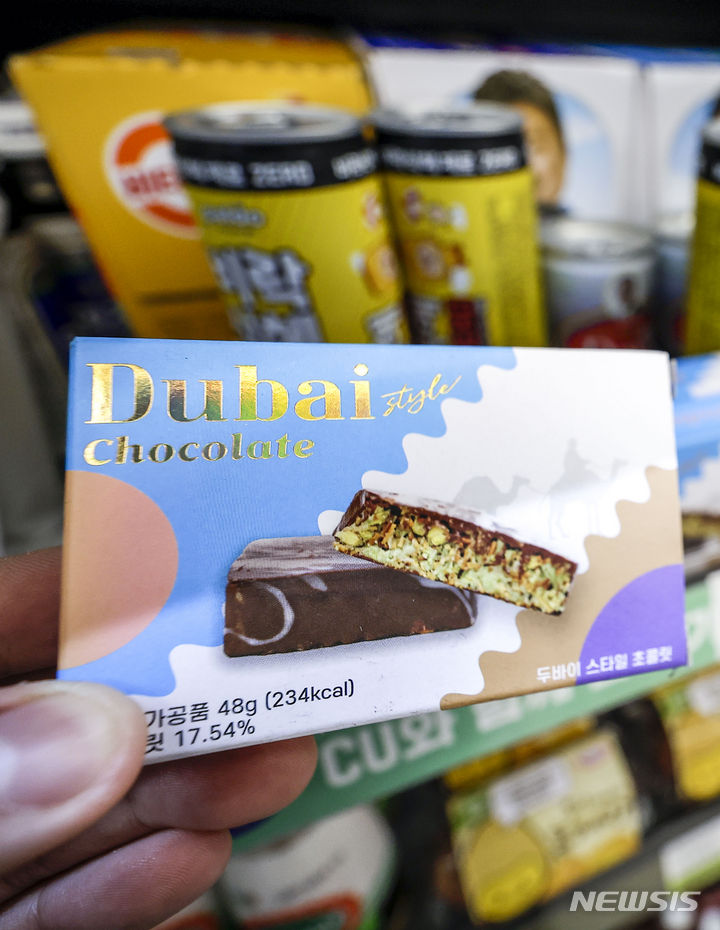 ZERO
Dubai style
Chocolate
가공품 48g (234kcal)
릿 17.54%
두바이 스타일 초콜릿
CU와
NEWSIS